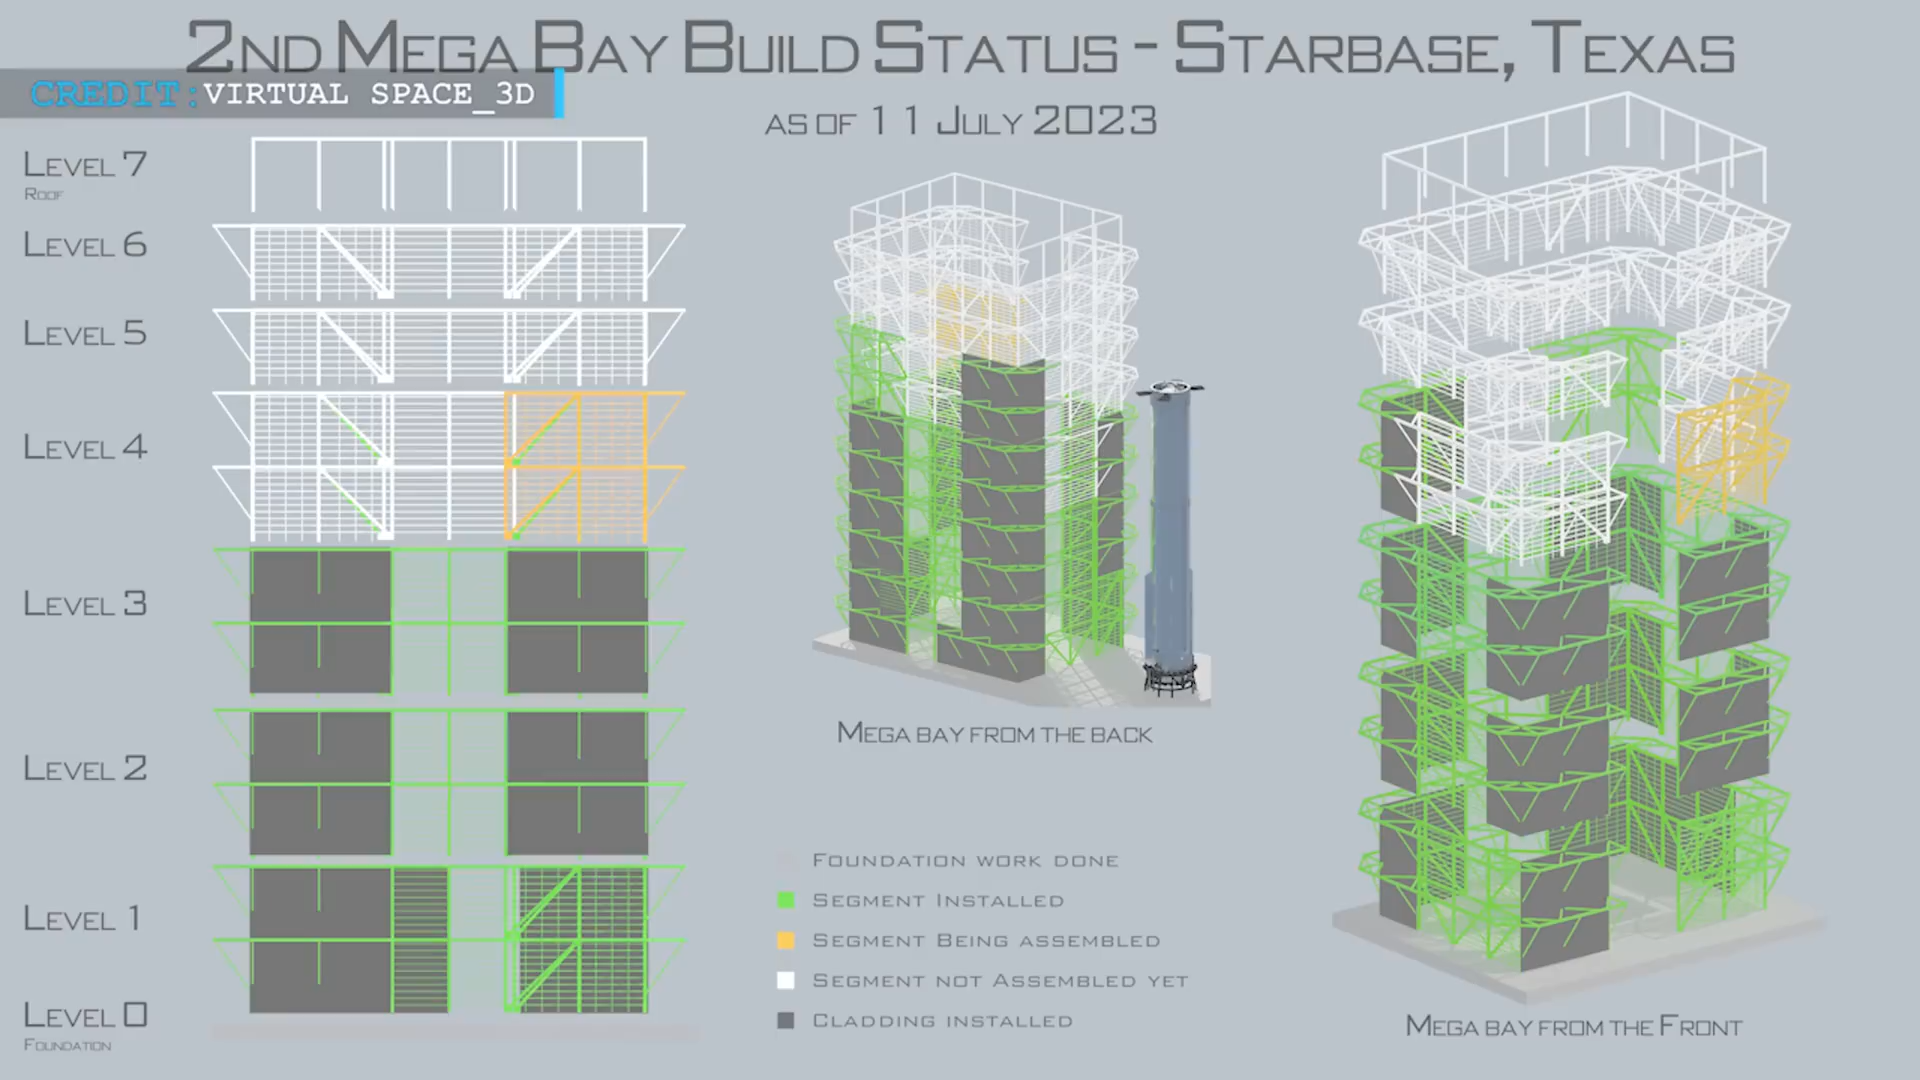 2nd Mega Bay Build Status - Starbase, Texas
CREDIT:VIRTUAL SPACE_3D
as of 11 July 2023
Level 7
Roof
Level 6
Level 5
Level 4
Level 3
Level 2
Level 1
Level 0
Foundation
Mega bay from the back
Foundation work done
Segment Installed
Segment Being assembled
Segment not Assembled yet
Cladding installed
Mega bay from the Front